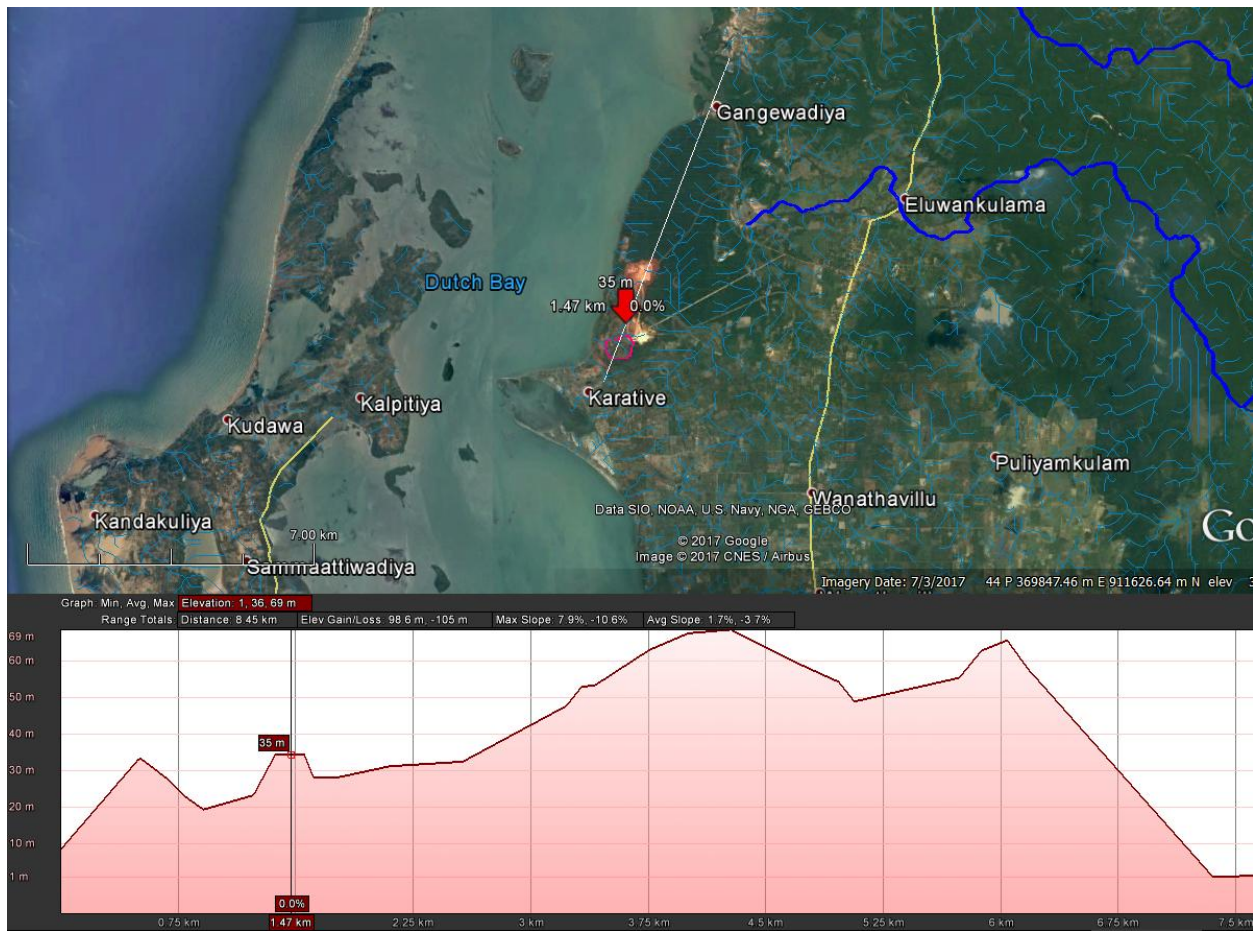 Gangewadiya
Eluwankulama
Dutch Bay
35 m
1.47 km 0.0%
Karative
Kalpitiya
Kudawa
Puliyamkulam
Wanathavillu
Kandakuliya
Data SIO, NOAA, U.S. Navy, NGA, GEBCO
7.00 km
© 2017 Google
Image © 2017 CNES / Airbus
Go
Sammaattiwadiya
Imagery Date: 7/3/2017 44 P 369847.46 m E 911626.64 m N elev 3
Graph: Min, Avg, Max Elevation: 1, 36, 69 m
Range Totals: Distance: 8.45 km Elev Gain/Loss: 98.6 m, -105 m Max Slope: 7.9%, -10.6% Avg Slope: 1.7%, -3.7%
69 m
60 m
50 m
40 m
35 m
30 m
20 m
10 m
1 m
0.0%
0.75 km 1.47 km 2.25 km 3 km 3.75 km 4.5 km 5.25 km 6 km 6.75 km 7.5 km